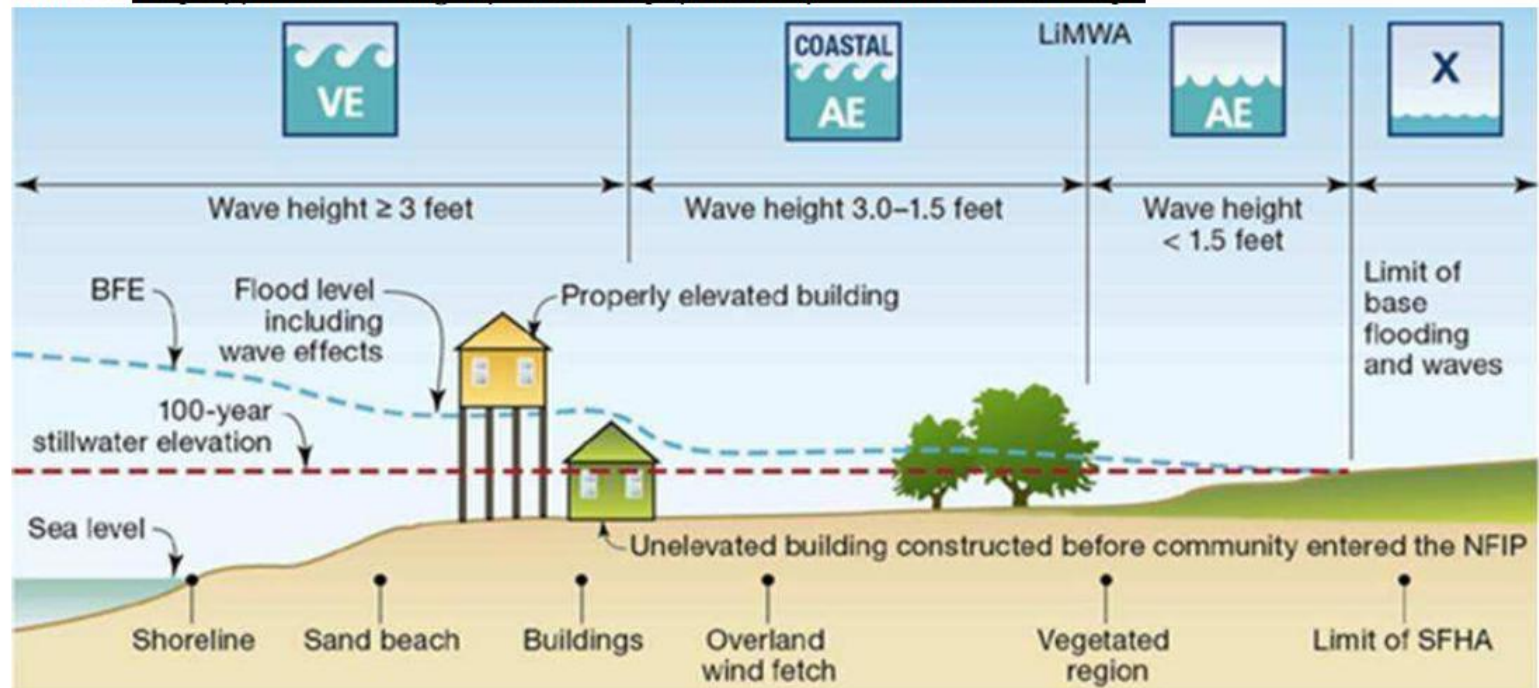 VE
COASTAL
AE
LiMWA
AE
X
Wave height ≥ 3 feet
Wave height 3.0–1.5 feet
Wave height
< 1.5 feet
Limit of
base
flooding
and waves
BFE
Flood level
including
wave effects
Properly elevated building
100-year
stillwater elevation
Sea level
Unelevated building constructed before community entered the NFIP
Shoreline
Sand beach
Buildings
Overland
wind fetch
Vegetated
region
Limit of SFHA